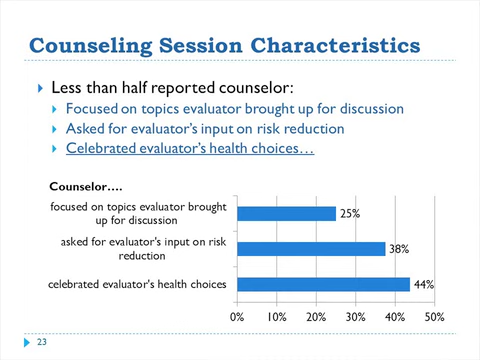 Counseling Session Characteristics
Less than half reported counselor:
Focused on topics evaluator brought up for discussion
Asked for evaluator's input on risk reduction
Celebrated evaluator's health choices…
Counselor….
focused on topics evaluator brought
up for discussion
25%
asked for evaluator's input on risk
reduction
38%
celebrated evaluator's health choices
44%
0% 10% 20% 30% 40% 50%
23